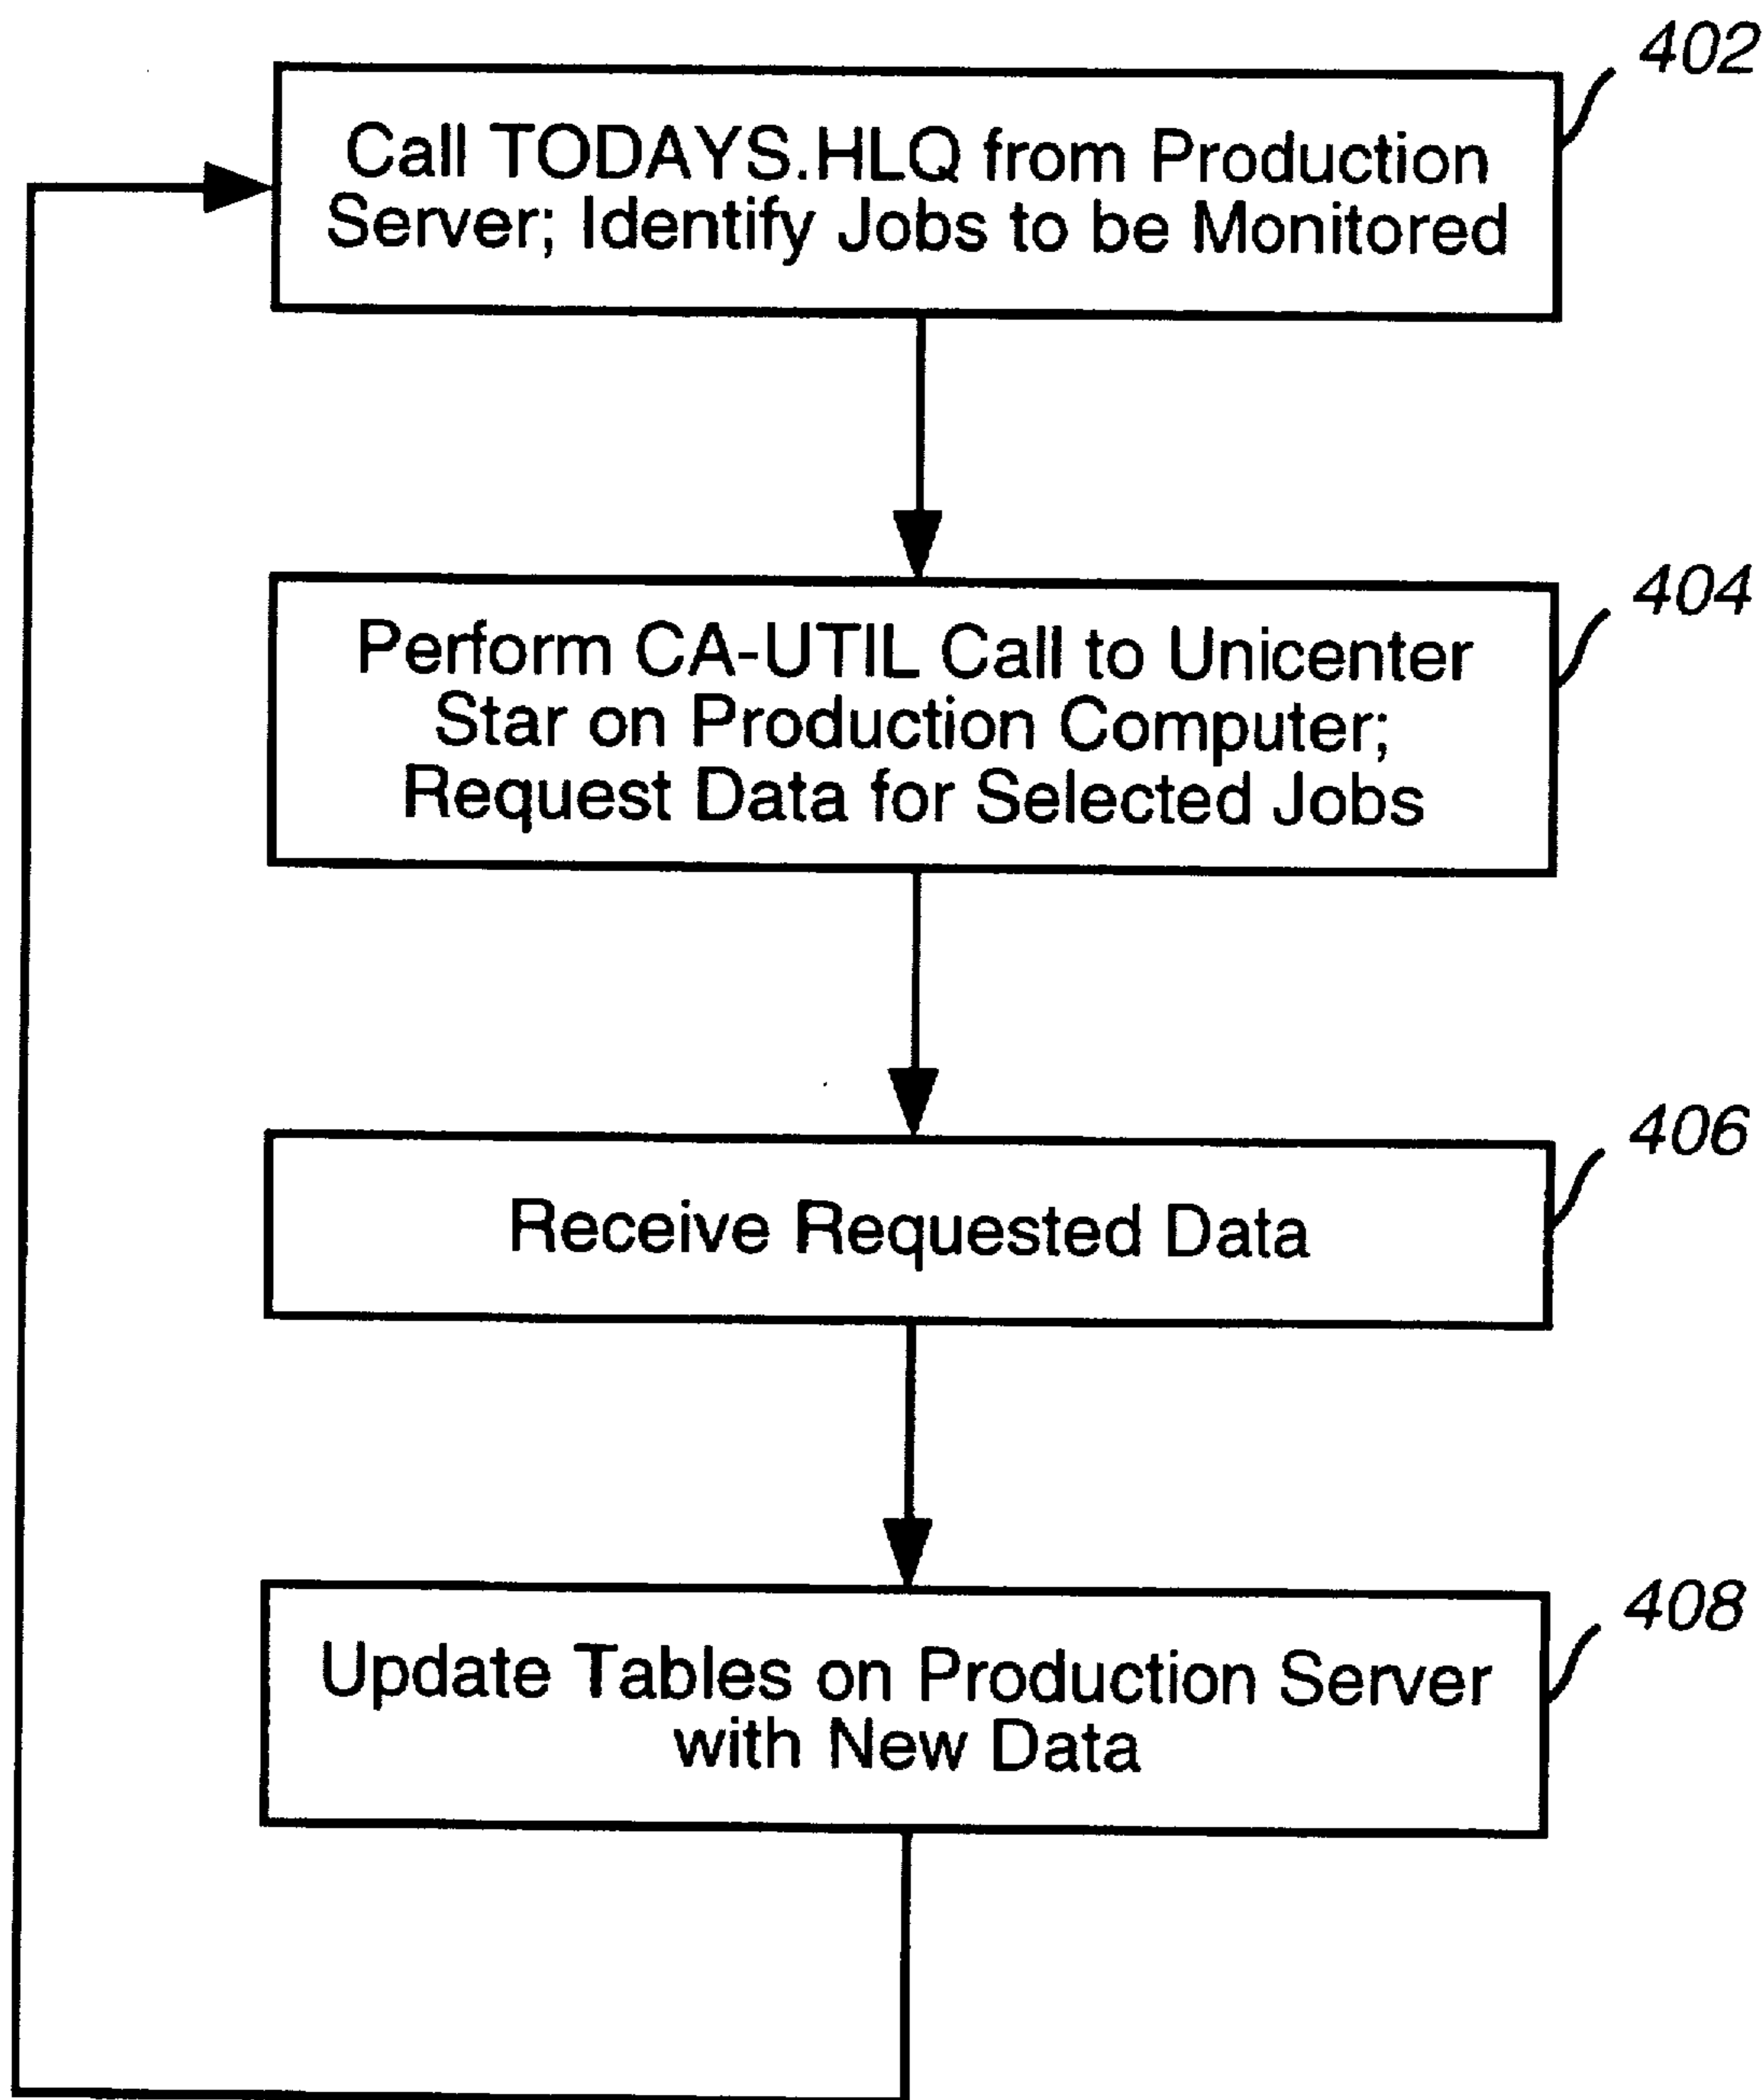 402
Call TODAYS.HLQ from Production
Server; Identify Jobs to be Monitored
404
Perform CA-UTIL Call to Unicenter
Star on Production Computer;
Request Data for Selected Jobs
406
Receive Requested Data
408
Update Tables on Production Server
with New Data